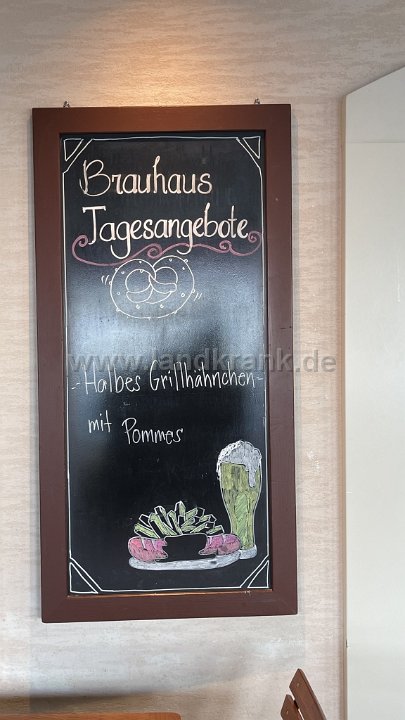 Brauhaus
Tagesangebote
www.landkrank.de
-Halbes Grillhähnchen-
mit Pommes